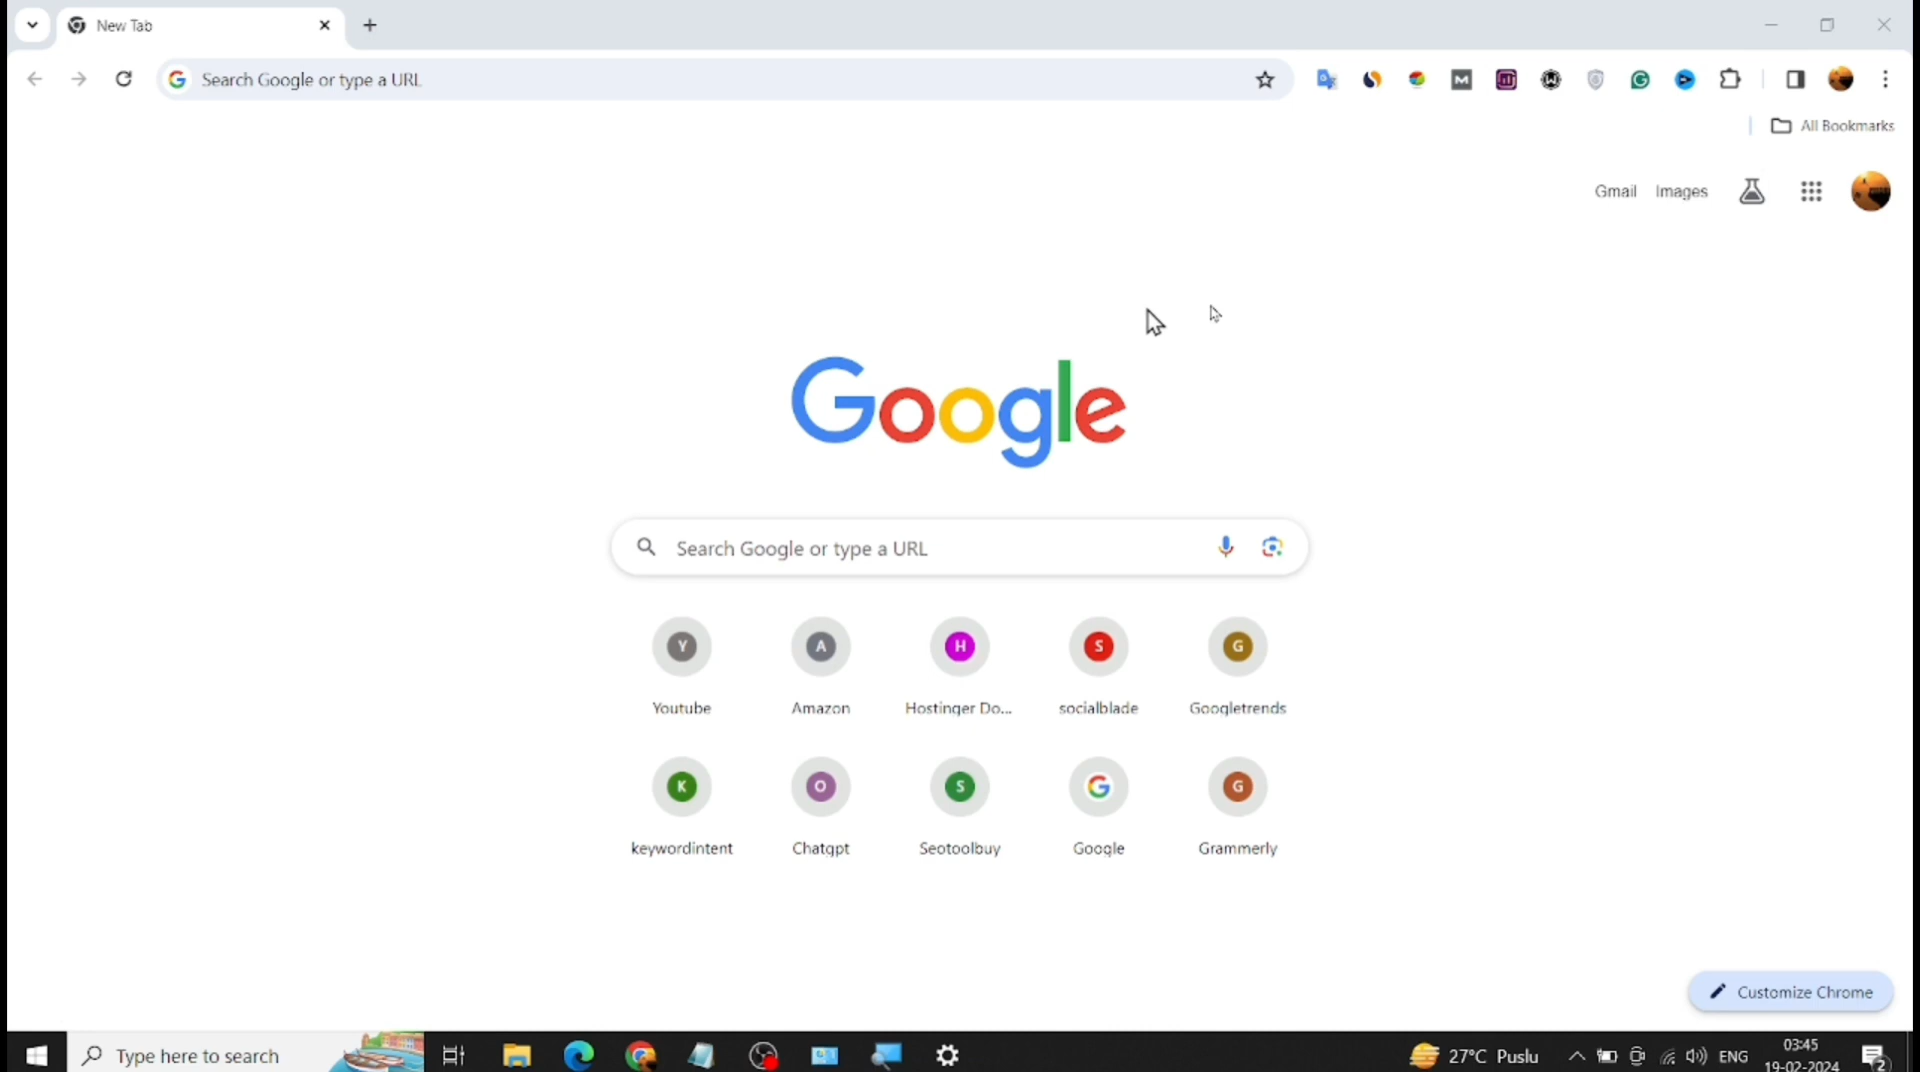 New Tab
Search Google or type a URL
All Bookmarks
Gmail Images
Google
Search Google or type a URL
Y A H S G
Youtube Amazon Hostinger Do... socialblade Googletrends
K O S G G
keywordintent Chatgpt Seotoolbuy Google Grammerly
Customize Chrome
Type here to search
27°C Puslu
ENG
03:45
19-02-2024
2